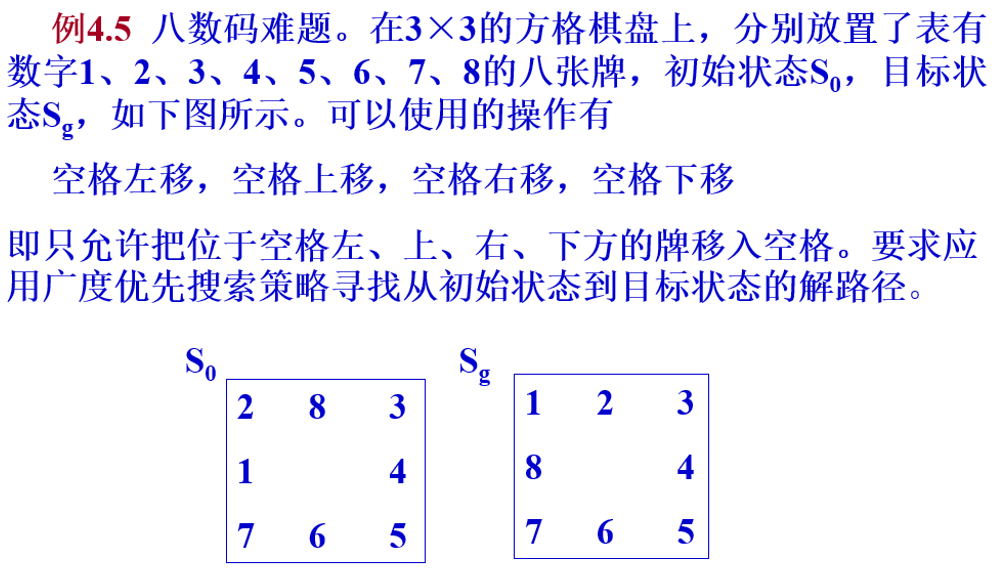 例4.5 八数码难题。在3×3的方格棋盘上，分别放置了表有
数字1、2、3、4、5、6、7、8的八张牌，初始状态S0，目标状
态Sg，如下图所示。可以使用的操作有
空格左移，空格上移，空格右移，空格下移
即只允许把位于空格左、上、右、下方的牌移入空格。要求应
用广度优先搜索策略寻找从初始状态到目标状态的解路径。
S0
2 8 3
1 4
7 6 5
Sg
1 2 3
8 4
7 6 5